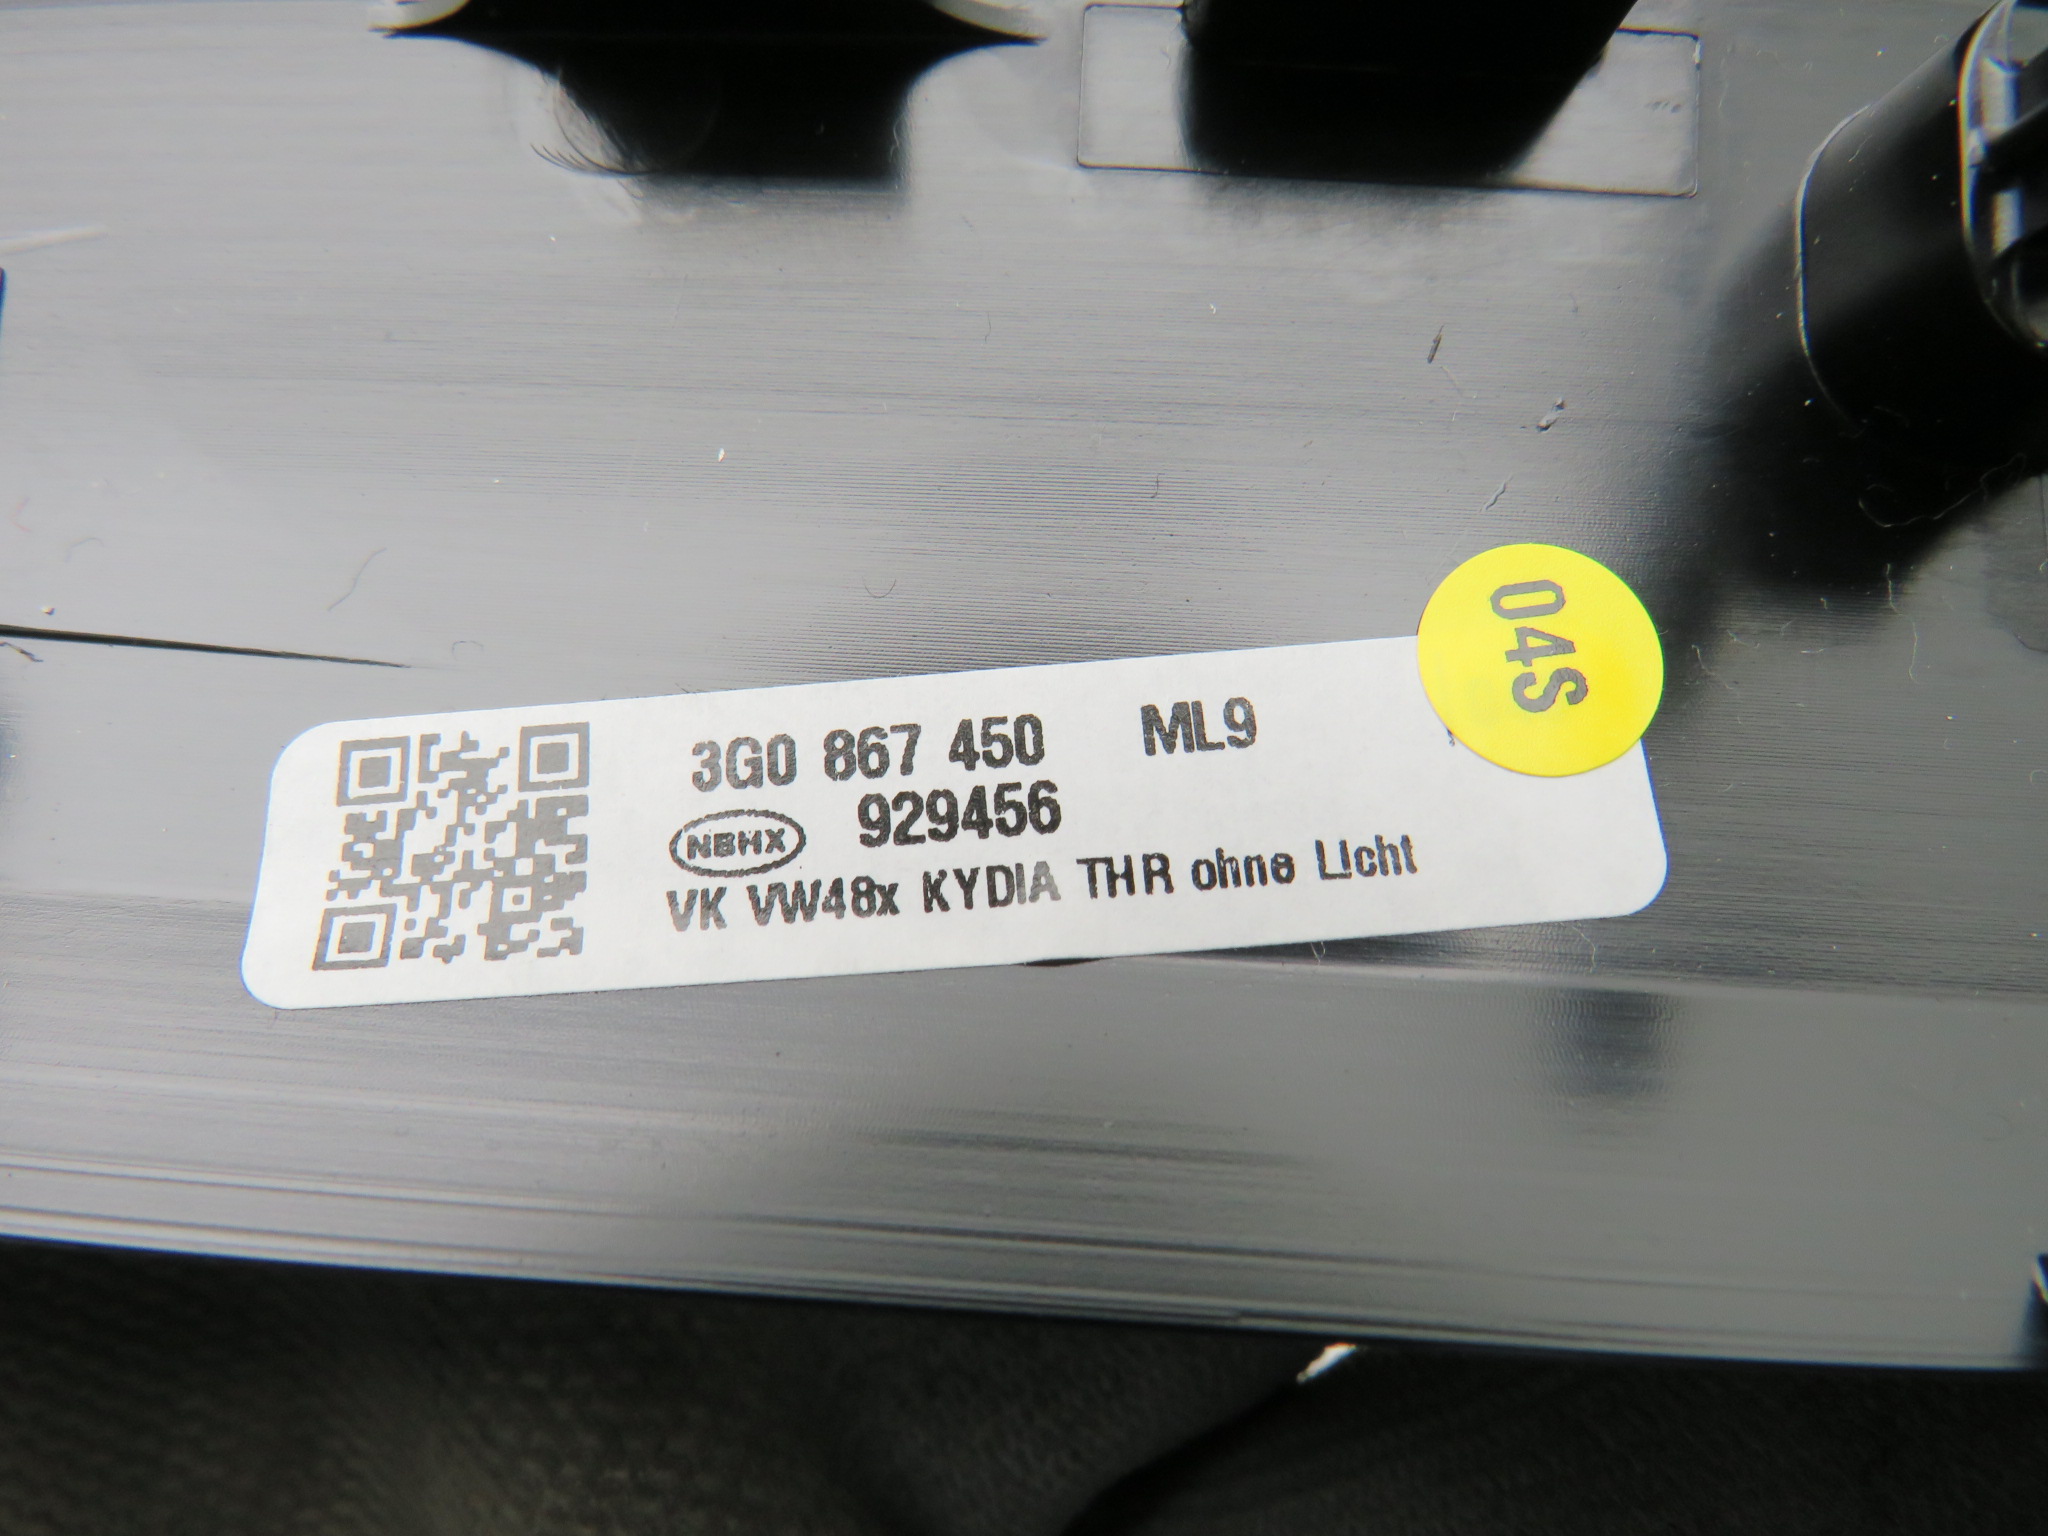 3G0 867 450 ML9
NBHX 929456
VK VW48x KYDIA THR ohne Licht
04S